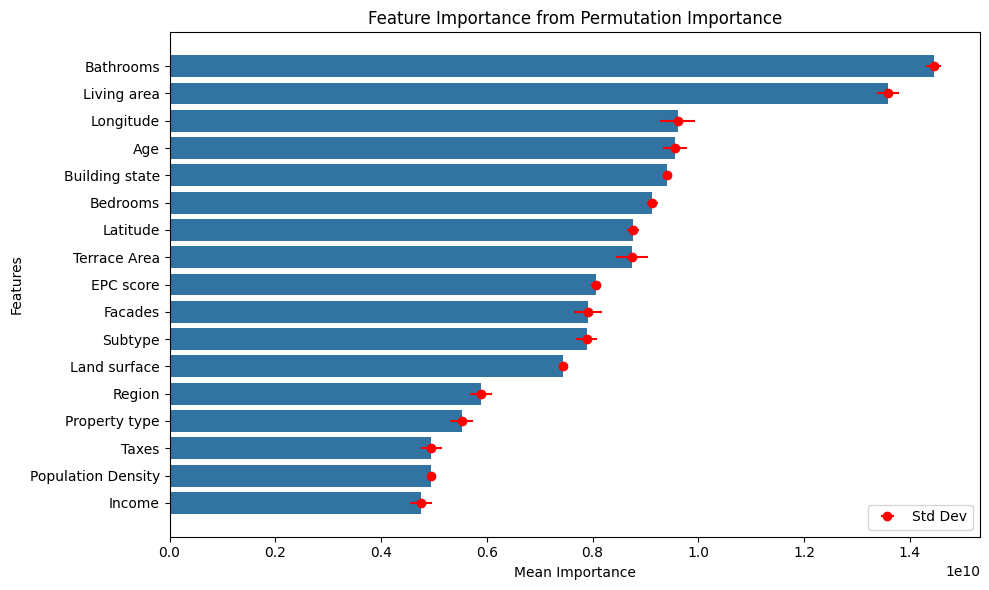 Feature Importance from Permutation Importance
Features
Bathrooms
Living area
Longitude
Age
Building state
Bedrooms
Latitude
Terrace Area
EPC score
Facades
Subtype
Land surface
Region
Property type
Taxes
Population Density
Income
Std Dev
0.0 0.2 0.4 0.6 0.8 1.0 1.2 1.4
1e10
Mean Importance